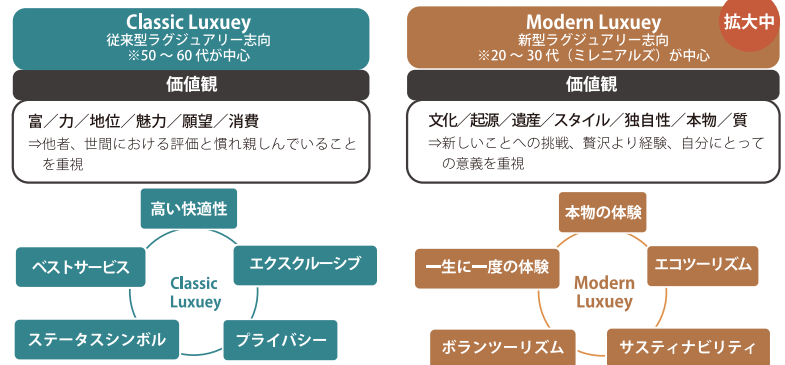 Classic Luxuey
従来型ラグジュアリー志向
※50～60代が中心
価値観
富／力／地位／魅力／願望／消費
⇒他者、世間における評価と慣れ親しんでいること
を重視
高い快適性
ベストサービス
エクスクルーシブ
Classic
Luxuey
ステータスシンボル
プライバシー
Modern Luxuey
拡大中
新型ラグジュアリー志向
※20～30代（ミレニアルズ）が中心
価値観
文化／起源／遺産／スタイル／独自性／本物／質
⇒新しいことへの挑戦、贅沢より経験、自分にとって
の意義を重視
本物の体験
一生に一度の体験
エコツーリズム
Modern
Luxuey
ボランツーリズム
サスティナビリティ